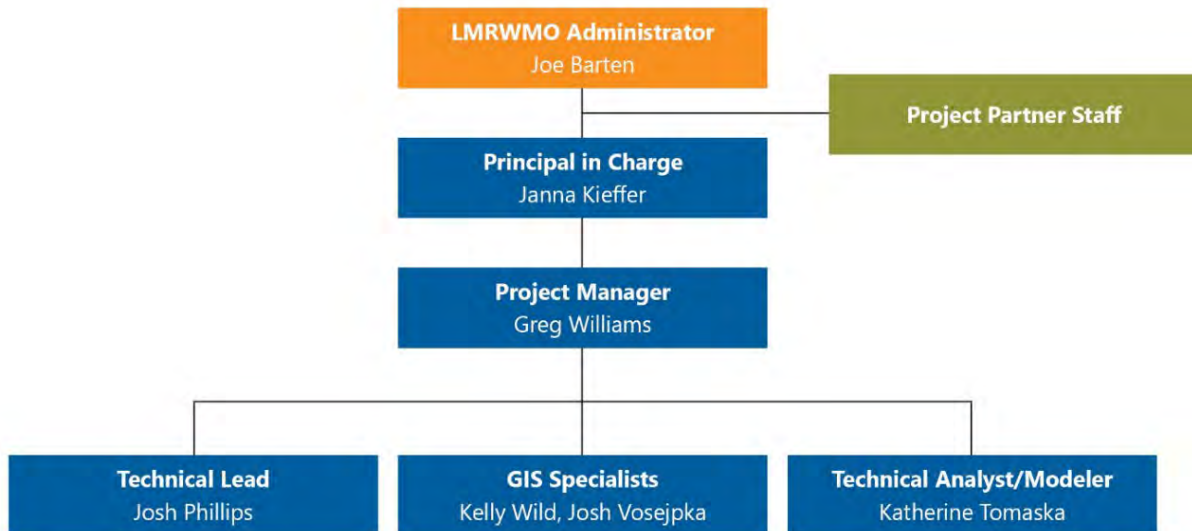 LMRWMO Administrator
Joe Barten
Project Partner Staff
Principal in Charge
Janna Kieffer
Project Manager
Greg Williams
Technical Lead
Josh Phillips
GIS Specialists
Kelly Wild, Josh Vosejpka
Technical Analyst/Modeler
Katherine Tomaska